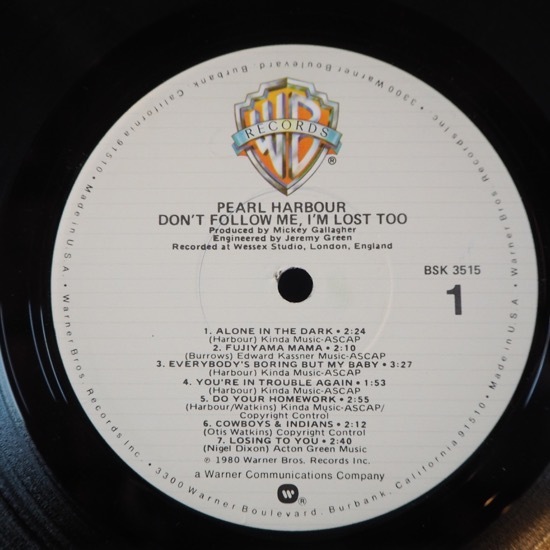 WB
RECORDS
®
PEARL HARBOUR
DON'T FOLLOW ME, I'M LOST TOO
Produced by Mickey Gallagher
Engineered by Jeremy Green
Recorded at Wessex Studio, London, England
BSK 3515
1
1. ALONE IN THE DARK • 2:24
(Harbour) Kinda Music-ASCAP
2. FUJIYAMA MAMA • 2:10
(Burrows) Edward Kassner Music-ASCAP
3. EVERYBODY'S BORING BUT MY BABY • 3:27
(Harbour) Kinda Music-ASCAP
4. YOU'RE IN TROUBLE AGAIN • 1:53
(Harbour) Kinda Music-ASCAP
5. DO YOUR HOMEWORK • 2:55
(Harbour/Watkins) Kinda Music-ASCAP/
Copyright Control
6. COWBOYS & INDIANS • 2:12
(Otis Watkins) Copyright Control
7. LOSING TO YOU • 2:40
(Nigel Dixon) Acton Green Music
© 1980 Warner Bros. Records Inc.
a Warner Communications Company
W
• Made in U.S.A. • Warner Bros. Records Inc. • 3300 Warner Boulevard, Burbank, California 91510 • Made in U.S.A. • Warner Bros. Records Inc. • 3300 Warner Boulevard, Burbank, California 91510